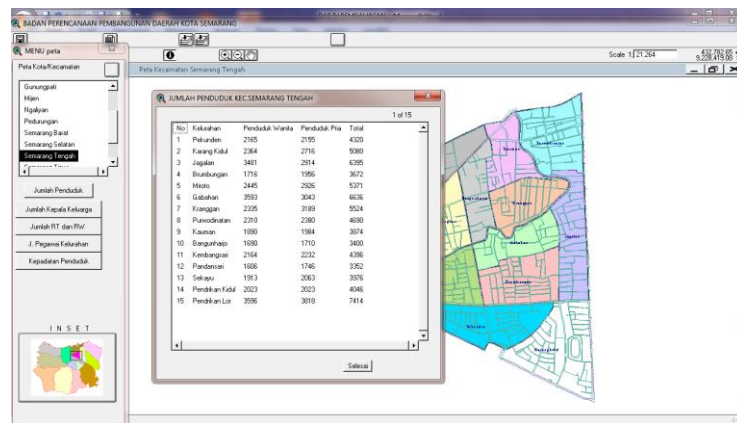 BADAN PERENCANAAN PEMBANGUNAN DAERAH KOTA SEMARANG
MENU peta
Scale 1: 21,264
Peta Kota/Kecamatan
Peta Kecamatan Semarang Tengah
Gunungpati
Mijen
Ngaliyan
Pedurungan
Semarang Barat
Semarang Selatan
Semarang Tengah
Jumlah Penduduk
Jumlah Kepala Keluarga
Jumlah RT dan RW
J. Pegawai Kelurahan
Kepadatan Penduduk
I N S E T
JUMLAH PENDUDUK KEC.SEMARANG TENGAH
1 of 15
No Kelurahan Penduduk Wanita Penduduk Pria Total
1 Pekunden 2165 2155 4320
2 Karang Kidul 2364 2716 5080
3 Jagalan 3481 2914 6395
4 Brumbungan 1716 1956 3672
5 Miroto 2445 2926 5371
6 Gabahan 3593 3043 6636
7 Kranggan 2335 3189 5524
8 Purwodinatan 2310 2380 4690
9 Kauman 1890 1984 3874
10 Bangunharjo 1690 1710 3400
11 Kembangsari 2164 2232 4396
12 Pandansari 1606 1746 3352
13 Sekayu 1913 2063 3976
14 Pendrikan Kidul 2023 2023 4046
15 Pendrikan Lor 3596 3818 7414
Selesai